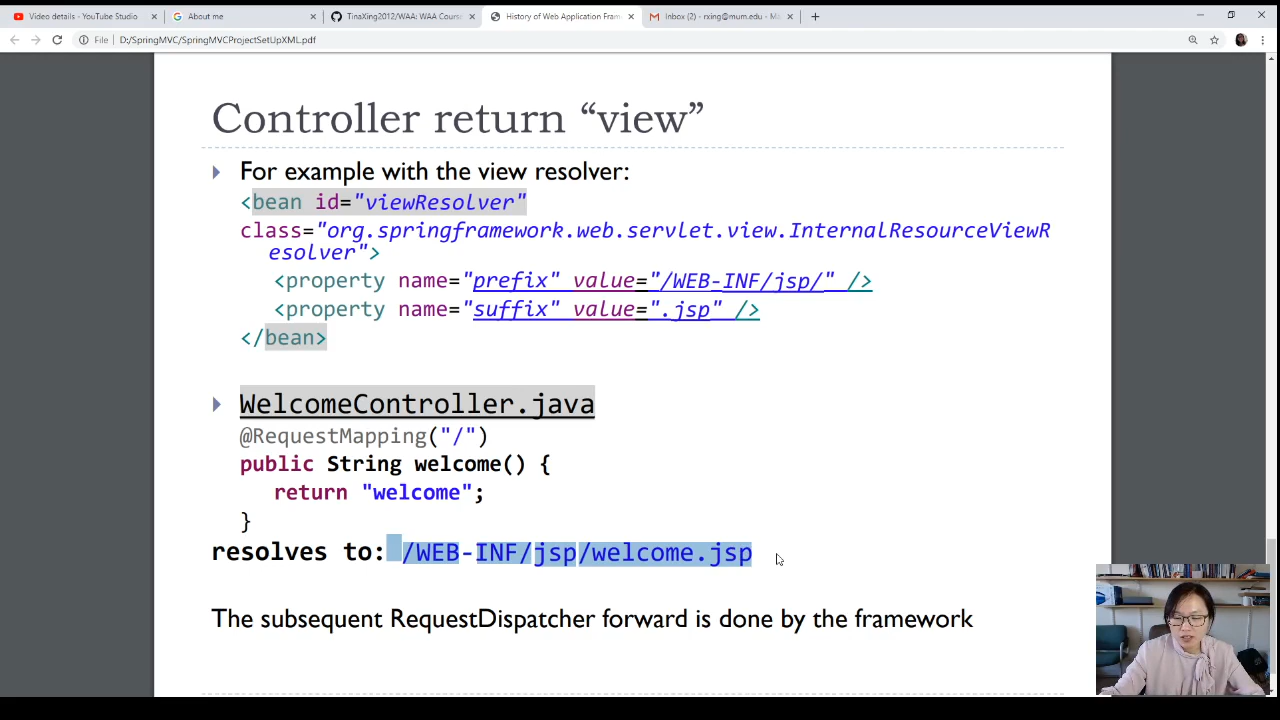 Video details - YouTube Studio
About me
TinaXing2012/WAA: WAA Cours
History of Web Application Fram
Inbox (2) - rxing@mum.edu - M
File
D:/SpringMVC/SpringMVCProjectSetUpXML.pdf
Controller return “view”
For example with the view resolver:
<bean id="viewResolver"
class="org.springframework.web.servlet.view.InternalResourceViewR
esolver">
<property name="prefix" value="/WEB-INF/jsp/" />
<property name="suffix" value=".jsp" />
</bean>
WelcomeController.java
@RequestMapping("/")
public String welcome() {
return "welcome";
}
resolves to: /WEB-INF/jsp/welcome.jsp
The subsequent RequestDispatcher forward is done by the framework